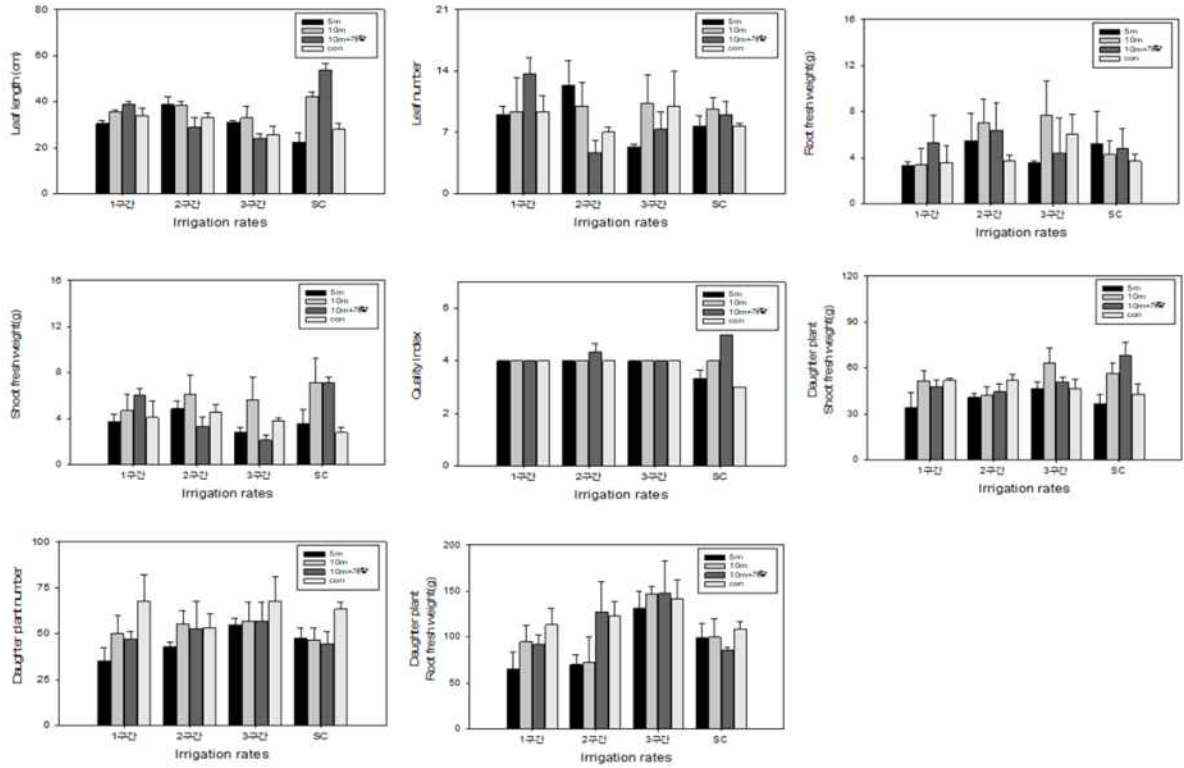 80
60
40
20
0
Leaf length (cm)
5m
10m
10m+개황
con
1구간 2구간 3구간 SC
Irrigation rates
21
14
7
0
Leaf number
5m
10m
con
1구간 2구간 3구간 SC
Irrigation rates
16
12
8
4
0
Root fresh weight(g)
5m
10m
con
1구간 2구간 3구간 SC
Irrigation rates
16
12
8
4
0
Shoot fresh weight(g)
5m
10m
con
1구간 2구간 3구간 SC
Irrigation rates
6
4
2
0
Quality index
5m
10m
con
1구간 2구간 3구간 SC
Irrigation rates
120
90
60
30
0
Daughter plant
Shoot fresh weight(g)
5m
10m
con
1구간 2구간 3구간 SC
Irrigation rates
100
75
50
25
0
Daughter plant number
5m
10m
con
1구간 2구간 3구간 SC
Irrigation rates
200
150
100
50
0
Daughter plant
Root fresh weight(g)
5m
10m
con
1구간 2구간 3구간 SC
Irrigation rates